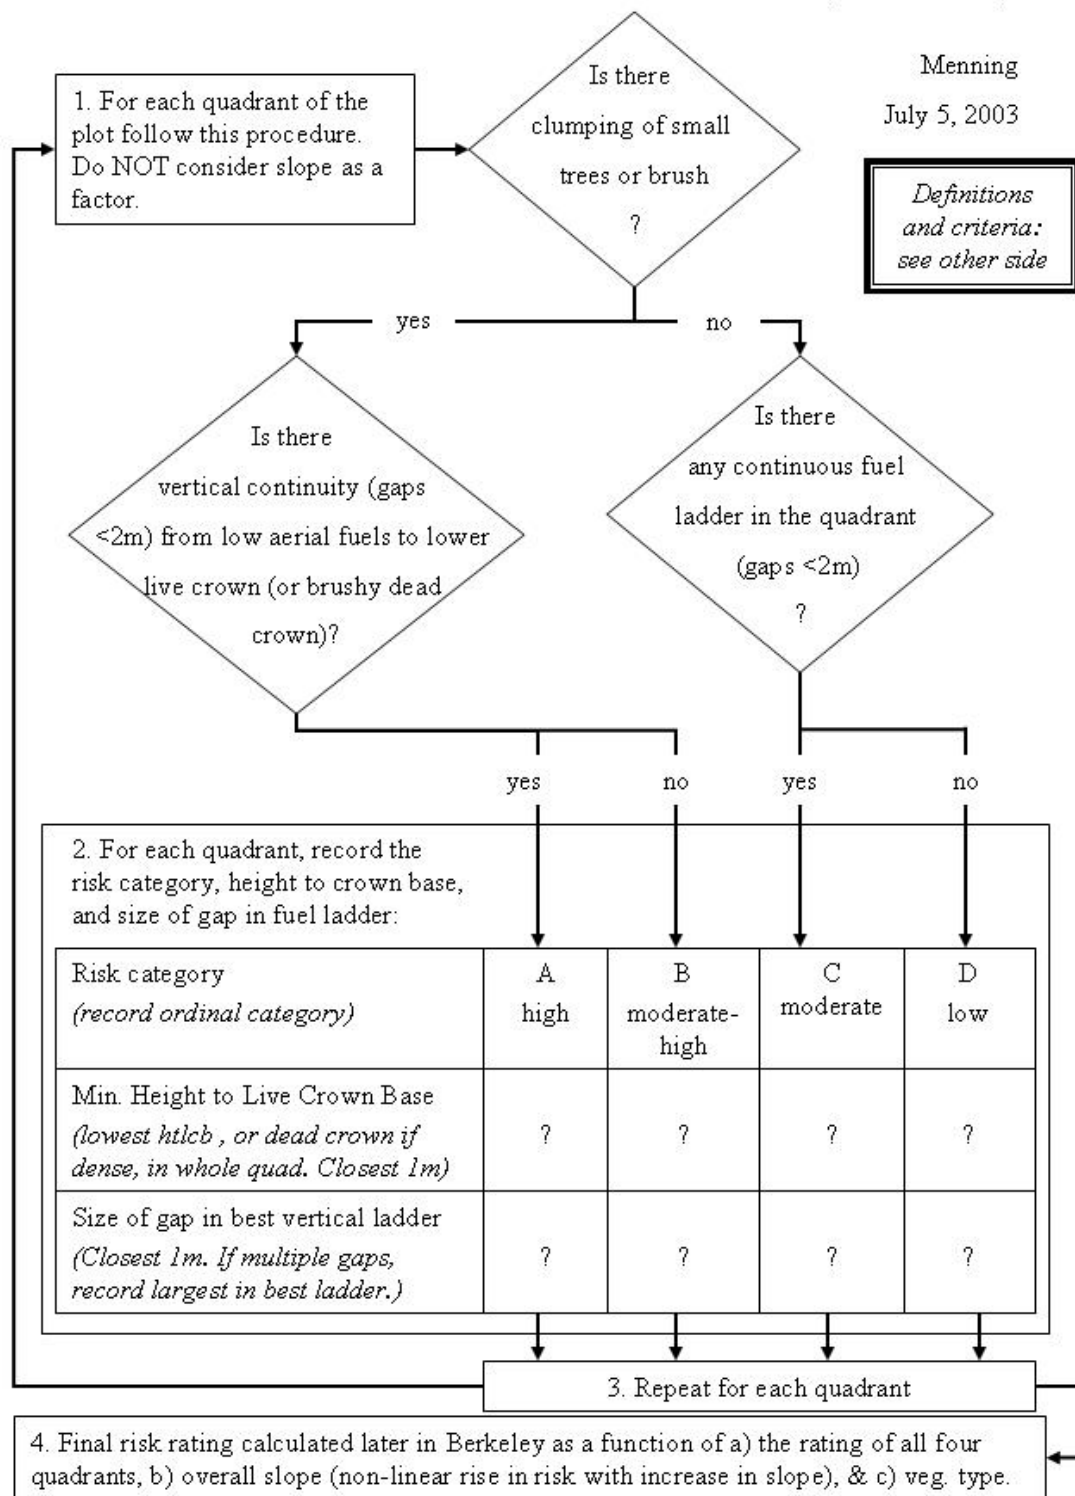 Menning
July 5, 2003
Definitions
and criteria:
see other side
1. For each quadrant of the
plot follow this procedure.
Do NOT consider slope as a
factor.
Is there
clumping of small
trees or brush
?
yes
no
Is there
vertical continuity (gaps
<2m) from low aerial fuels to lower
live crown (or brushy dead
crown)?
Is there
any continuous fuel
ladder in the quadrant
(gaps <2m)
?
yes
no
yes
no
2. For each quadrant, record the
risk category, height to crown base,
and size of gap in fuel ladder:
Risk category
(record ordinal category)
A
high
B
moderate-
high
C
moderate
D
low
Min. Height to Live Crown Base
(lowest htlcb , or dead crown if
dense, in whole quad. Closest 1m)
?
?
?
?
Size of gap in best vertical ladder
(Closest 1m. If multiple gaps,
record largest in best ladder.)
?
?
?
?
3. Repeat for each quadrant
4. Final risk rating calculated later in Berkeley as a function of a) the rating of all four
quadrants, b) overall slope (non-linear rise in risk with increase in slope), & c) veg. type.